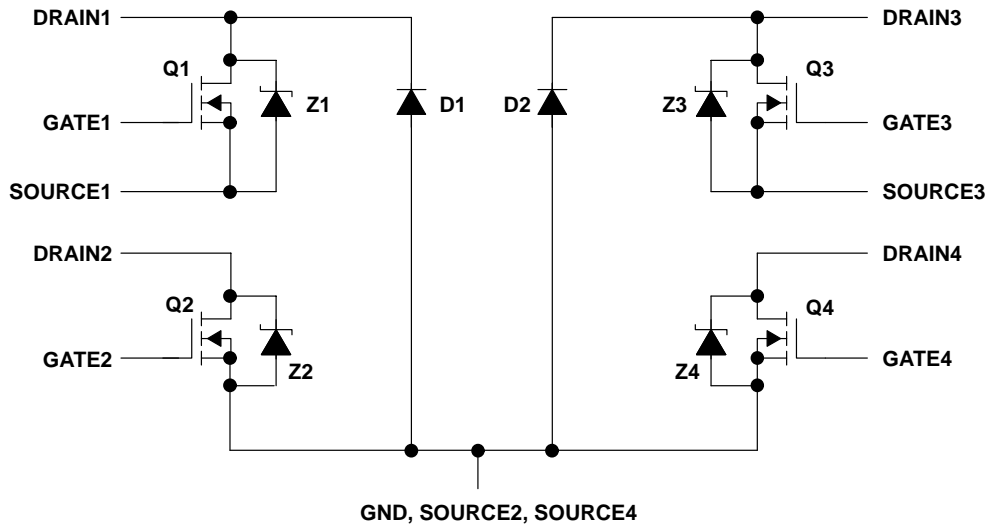 DRAIN1
DRAIN3
Q1
Q3
Z1
D1
D2
Z3
GATE1
GATE3
SOURCE1
SOURCE3
DRAIN2
DRAIN4
Q2
Q4
GATE2
GATE4
Z2
Z4
GND, SOURCE2, SOURCE4